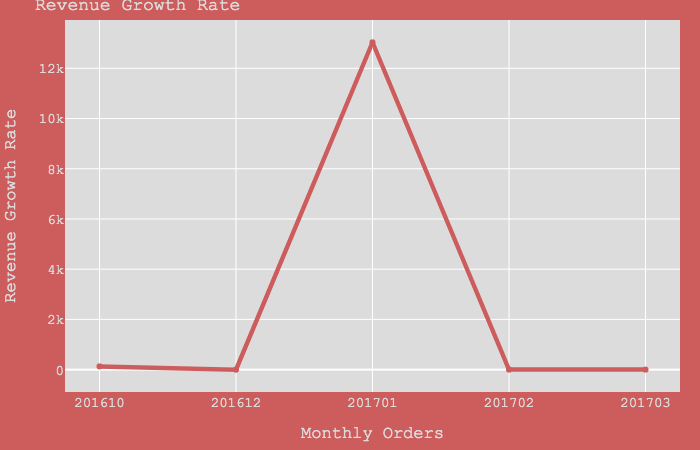 Revenue Growth Rate
Revenue Growth Rate
12k
10k
8k
6k
4k
2k
0
201610 201612 201701 201702 201703
Monthly Orders